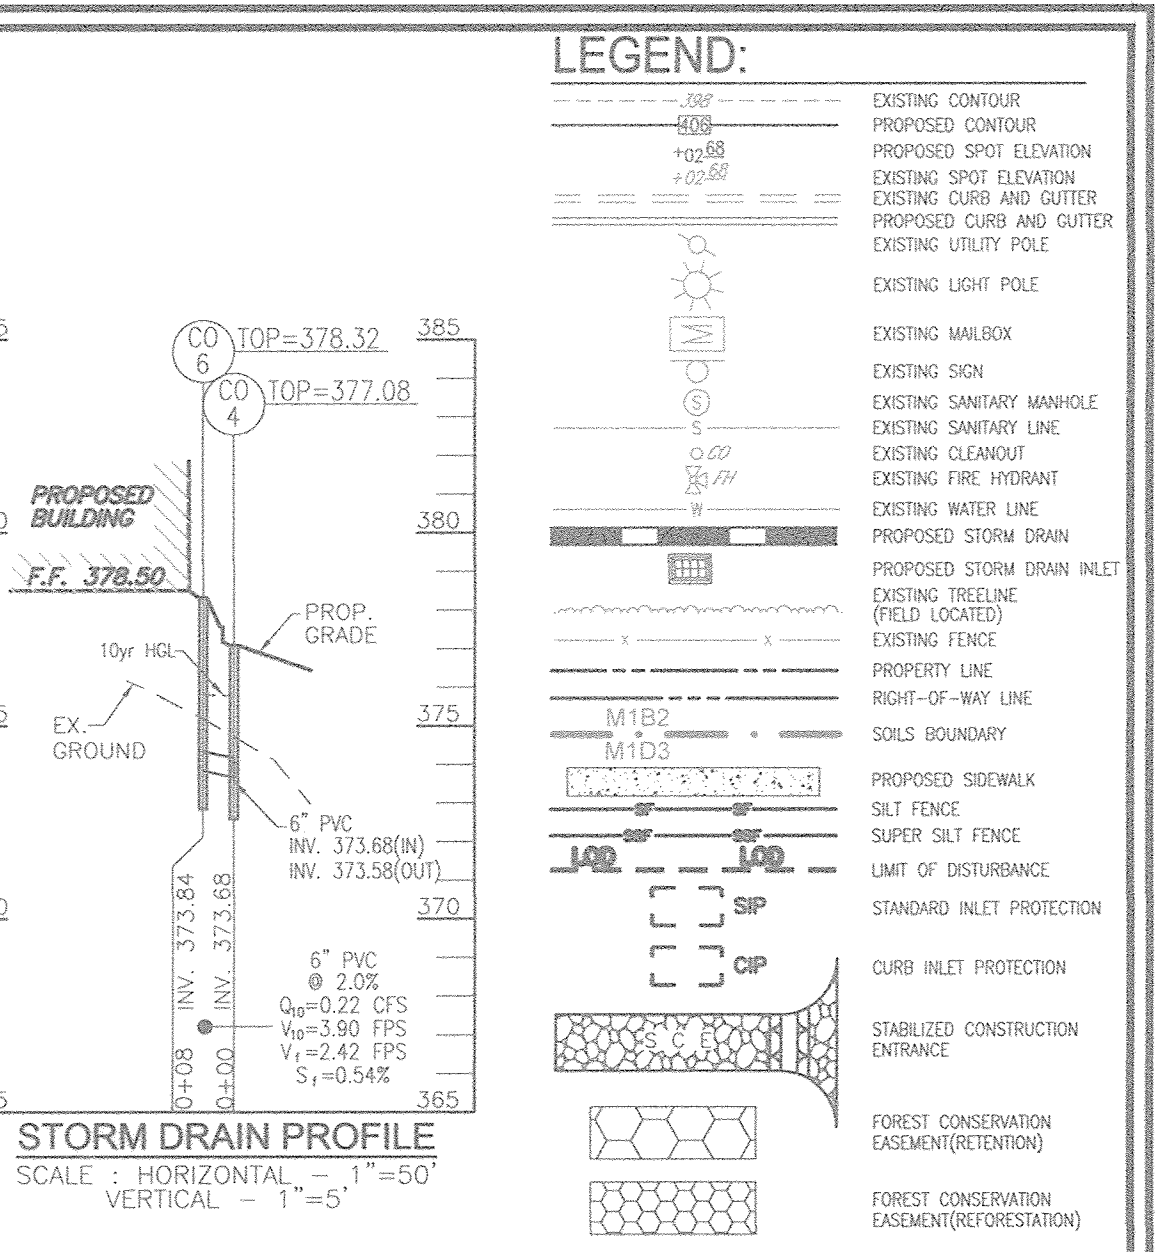 LEGEND:
398
EXISTING CONTOUR
406
PROPOSED CONTOUR
+02 68
PROPOSED SPOT ELEVATION
+02 68
EXISTING SPOT ELEVATION
EXISTING CURB AND GUTTER
PROPOSED CURB AND GUTTER
EXISTING UTILITY POLE
EXISTING LIGHT POLE
EXISTING MAILBOX
EXISTING SIGN
S
EXISTING SANITARY MANHOLE
S
EXISTING SANITARY LINE
CO
EXISTING CLEANOUT
FH
EXISTING FIRE HYDRANT
W
EXISTING WATER LINE
PROPOSED STORM DRAIN
PROPOSED STORM DRAIN INLET
EXISTING TREELINE
(FIELD LOCATED)
X X
EXISTING FENCE
PROPERTY LINE
RIGHT-OF-WAY LINE
M1B2
M1D3
SOILS BOUNDARY
PROPOSED SIDEWALK
SF SF
SILT FENCE
SSF SSF
SUPER SILT FENCE
LOD LOD
LIMIT OF DISTURBANCE
SIP
STANDARD INLET PROTECTION
CIP
CURB INLET PROTECTION
S C E
STABILIZED CONSTRUCTION
ENTRANCE
FOREST CONSERVATION
EASEMENT(RETENTION)
FOREST CONSERVATION
EASEMENT(REFORESTATION)
CO
6
TOP=378.32
CO
4
TOP=377.08
385
380
375
370
365
PROPOSED
BUILDING
F.F. 378.50
PROP.
GRADE
10yr HGL
EX.
GROUND
6" PVC
INV. 373.68(IN)
INV. 373.58(OUT)
INV. 373.84
INV. 373.68
0+08
0+00
6" PVC
@ 2.0%
Q10=0.22 CFS
V10=3.90 FPS
Vf=2.42 FPS
Sf=0.54%
STORM DRAIN PROFILE
SCALE : HORIZONTAL - 1"=50'
VERTICAL - 1"=5'